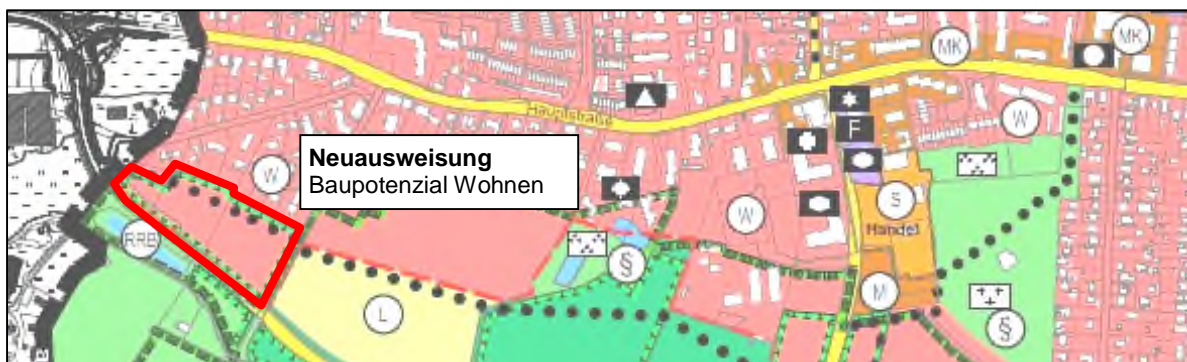 MK
MK
Hauptstraße
F
W
Neuausweisung
Baupotenzial Wohnen
W
W
S
Handel
RRB
§
M
L
§
B